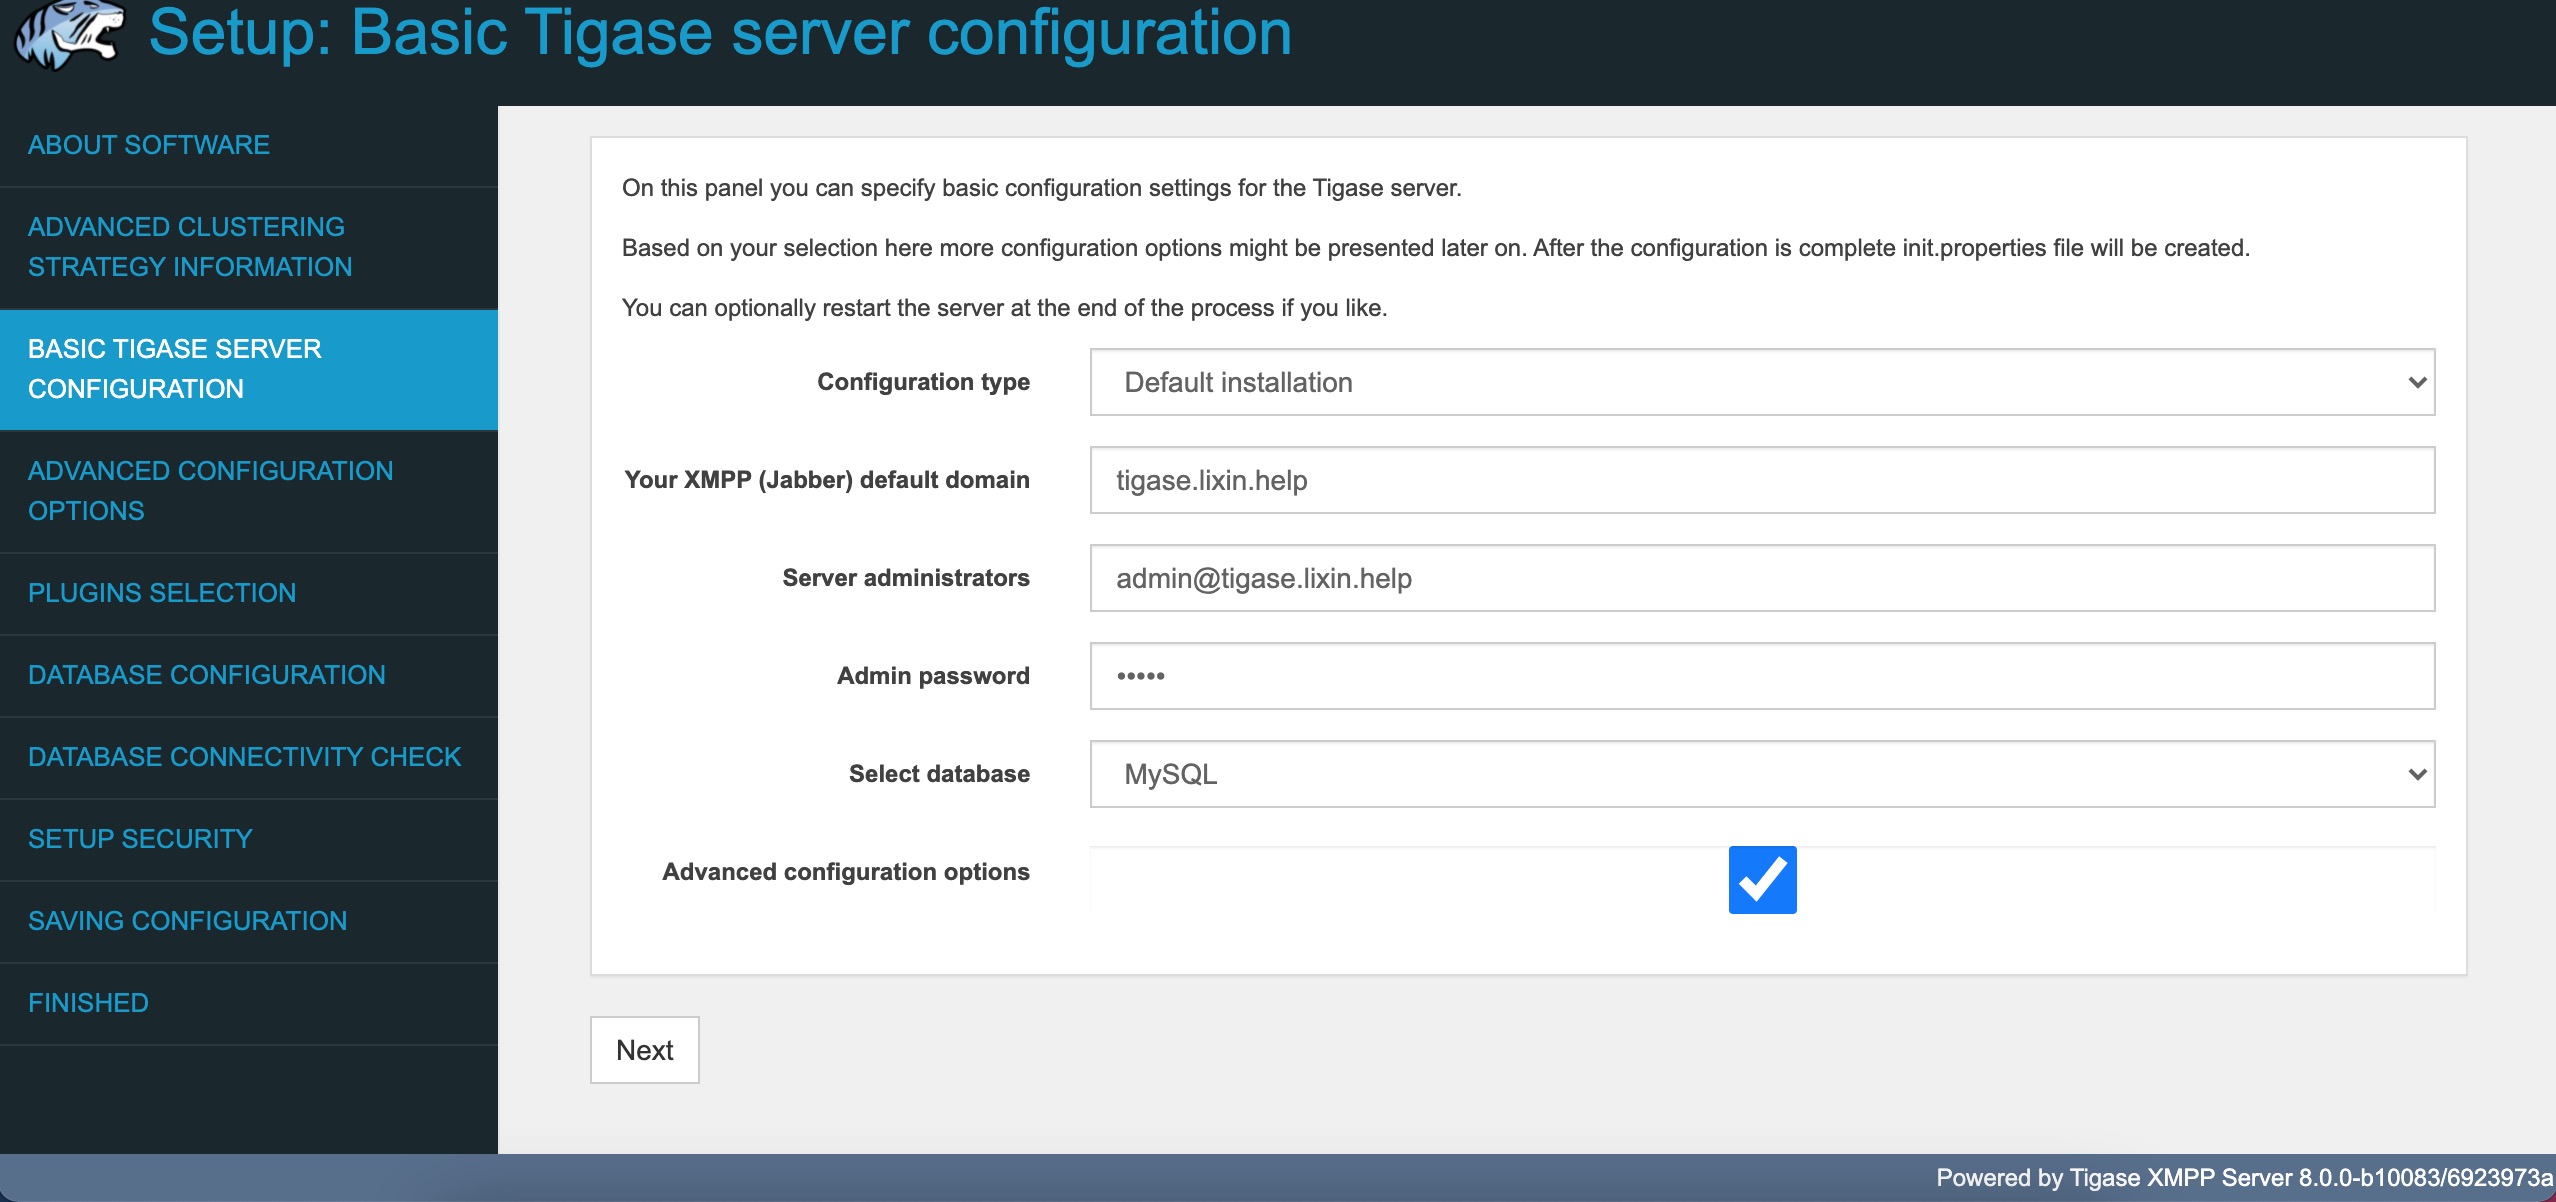 Setup: Basic Tigase server configuration
ABOUT SOFTWARE
ADVANCED CLUSTERING
STRATEGY INFORMATION
BASIC TIGASE SERVER
CONFIGURATION
ADVANCED CONFIGURATION
OPTIONS
PLUGINS SELECTION
DATABASE CONFIGURATION
DATABASE CONNECTIVITY CHECK
SETUP SECURITY
SAVING CONFIGURATION
FINISHED
On this panel you can specify basic configuration settings for the Tigase server.
Based on your selection here more configuration options might be presented later on. After the configuration is complete init.properties file will be created.
You can optionally restart the server at the end of the process if you like.
Configuration type
Default installation
Your XMPP (Jabber) default domain
tigase.lixin.help
Server administrators
admin@tigase.lixin.help
Admin password
•••••
Select database
MySQL
Advanced configuration options
Next
Powered by Tigase XMPP Server 8.0.0-b10083/6923973a